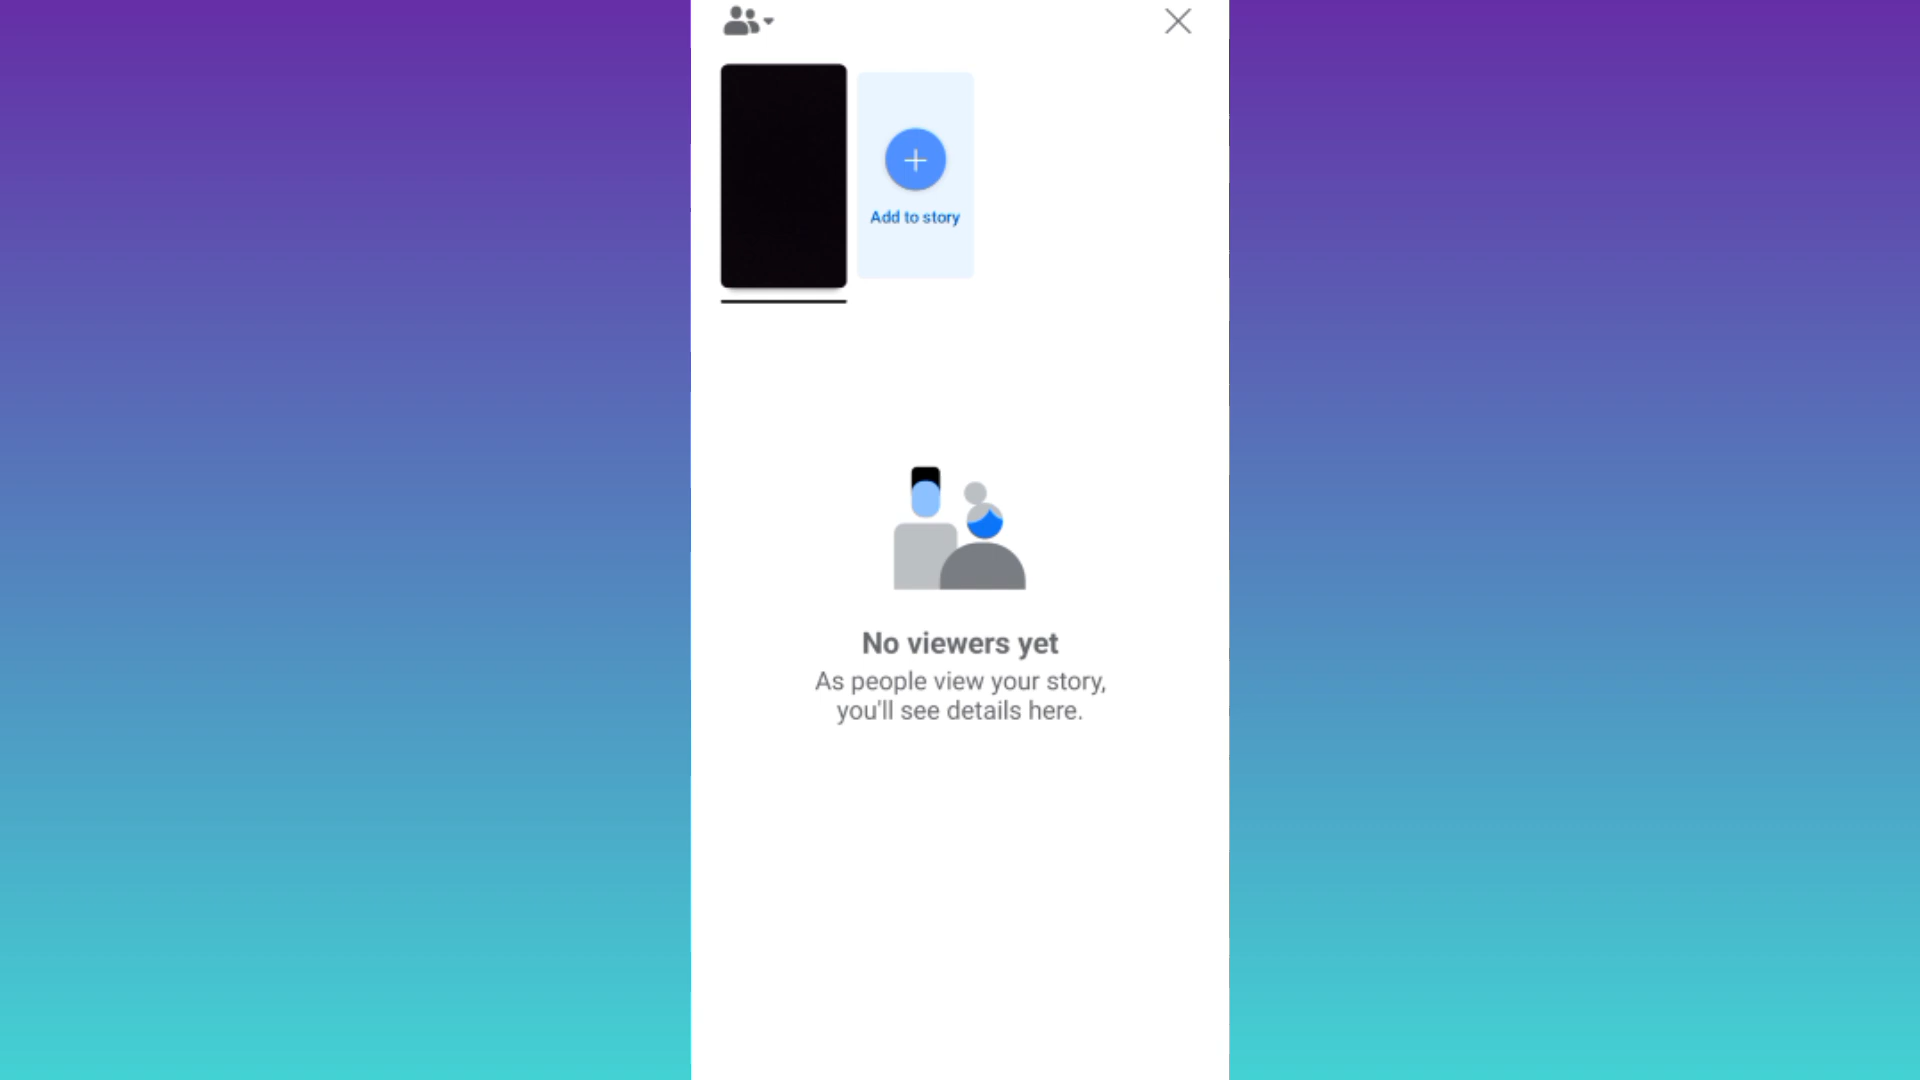 Add to story
No viewers yet
As people view your story,
you'll see details here.